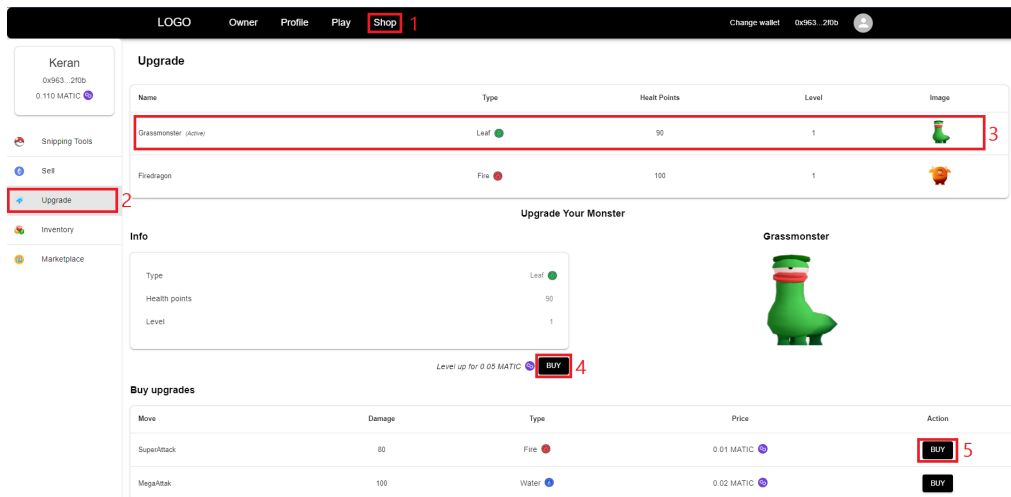 LOGO Owner Profile Play Shop 1 Change wallet 0x963...2f0b
Keran
0x963...2f0b
0.110 MATIC
Snipping Tools
Sell
Upgrade 2
Inventory
Marketplace
Upgrade
Name Type Healt Points Level Image
Grassmonster (Active) Leaf 90 1 3
Firedragon Fire 100 1
Upgrade Your Monster
Info
Type Leaf
Health points 90
Level 1
Grassmonster
Level up for 0.05 MATIC BUY 4
Buy upgrades
Move Damage Type Price Action
SuperAttack 80 Fire 0.01 MATIC BUY 5
MegaAttak 100 Water 0.02 MATIC BUY